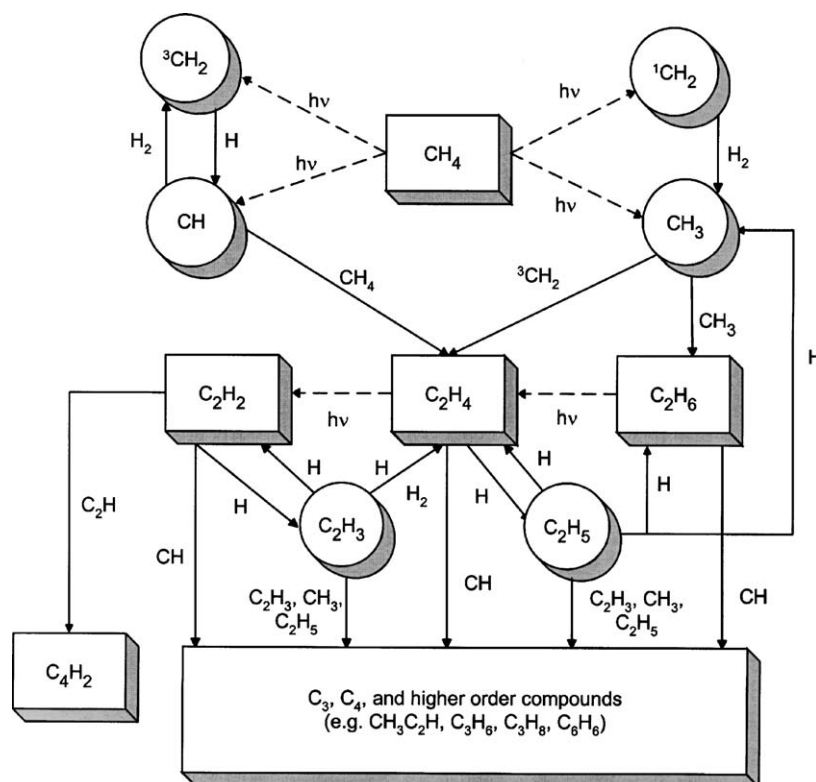 ³CH₂
¹CH₂
hν
hν
H₂
H
CH₄
H₂
hν
hν
CH
CH₃
CH₄
³CH₂
CH₃
H
C₂H₂
C₂H₄
C₂H₆
hν
hν
H
H
H
H
H₂
H
H
C₂H
C₂H₃
C₂H₅
CH
CH
CH
C₂H₃, CH₃,
C₂H₅
C₂H₃, CH₃,
C₂H₅
C₄H₂
C₃, C₄, and higher order compounds
(e.g. CH₃C₂H, C₃H₆, C₃H₈, C₆H₆)